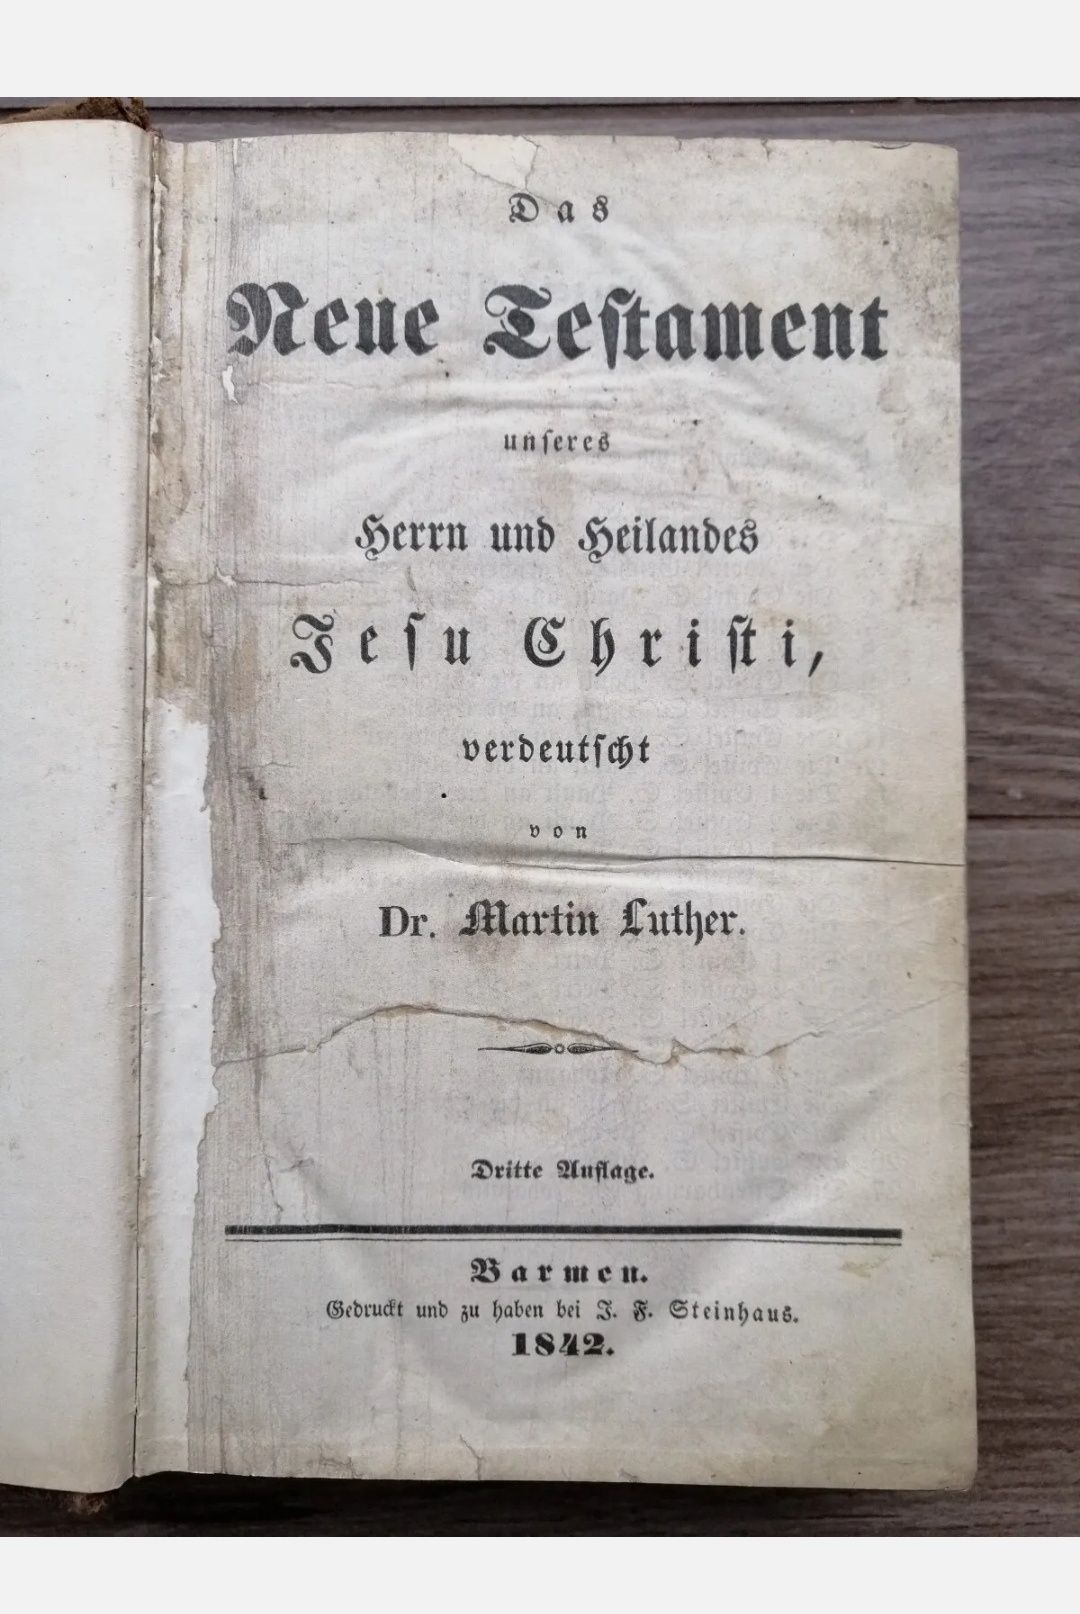 Das
Neue Teſtament
unſeres
Herrn und Heilandes
Jeſu Chriſti,
verdeutſcht
von
Dr. Martin Luther.
Dritte Auflage.
Barmen.
Gedruckt und zu haben bei J. F. Steinhaus.
1842.